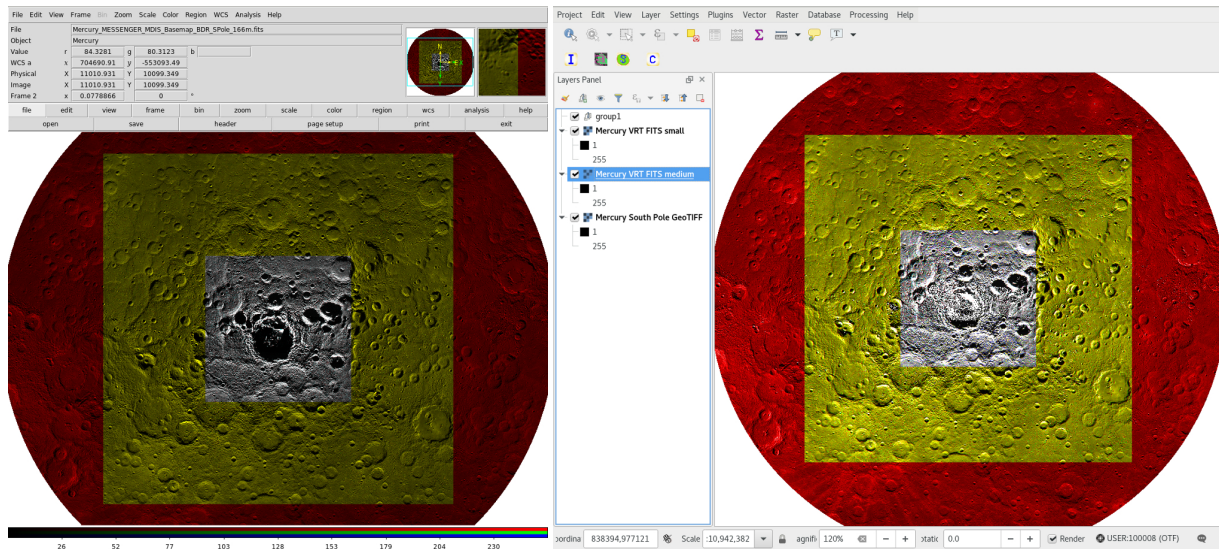 File Edit View Frame Bin Zoom Scale Color Region WCS Analysis Help
File Mercury_MESSENGER_MDIS_Basemap_BDR_SPole_166m.fits
Object Mercury
Value r 84.3281 g 80.3123 b
WCS a x 704690.91 y -553093.49
Physical X 11010.931 Y 10099.349
Image X 11010.931 Y 10099.349
Frame 2 x 0.0778866 0 °
file edit view frame bin zoom scale color region wcs analysis help
open save header page setup print exit
N
E
26 52 77 103 128 153 179 204 230
Project Edit View Layer Settings Plugins Vector Raster Database Processing Help
Σ T
I S C
Layers Panel
group1
Mercury VRT FITS small
1
255
Mercury VRT FITS medium
1
255
Mercury South Pole GeoTIFF
1
255
oordina 838394,977121 Scale :10,942,382 agnifi 120% − + :tatic 0.0 − + Render USER:100008 (OTF)